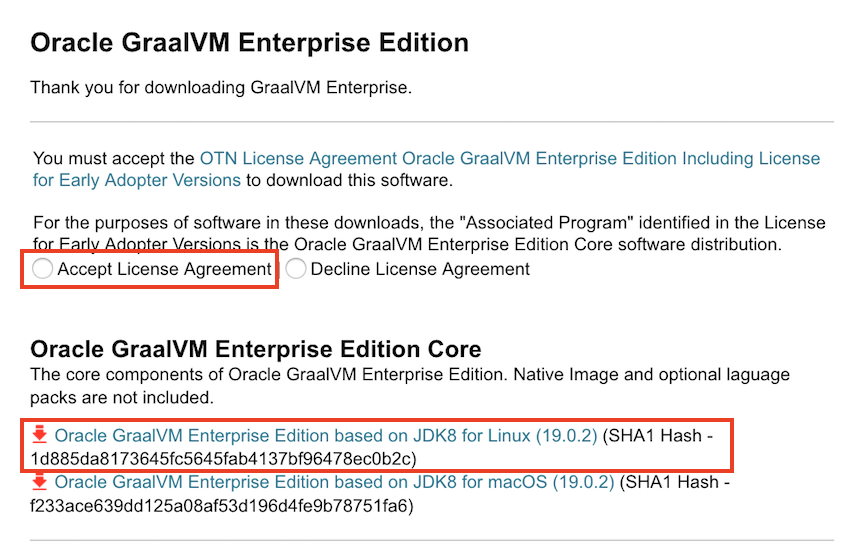 Oracle GraalVM Enterprise Edition
Thank you for downloading GraalVM Enterprise.
You must accept the OTN License Agreement Oracle GraalVM Enterprise Edition Including License
for Early Adopter Versions to download this software.
For the purposes of software in these downloads, the "Associated Program" identified in the License
for Early Adopter Versions is the Oracle GraalVM Enterprise Edition Core software distribution.
Accept License Agreement Decline License Agreement
Oracle GraalVM Enterprise Edition Core
The core components of Oracle GraalVM Enterprise Edition. Native Image and optional laguage
packs are not included.
Oracle GraalVM Enterprise Edition based on JDK8 for Linux (19.0.2) (SHA1 Hash -
1d885da8173645fc5645fab4137bf96478ec0b2c)
Oracle GraalVM Enterprise Edition based on JDK8 for macOS (19.0.2) (SHA1 Hash -
f233ace639dd125a08af53d196d4fe9b78751fa6)